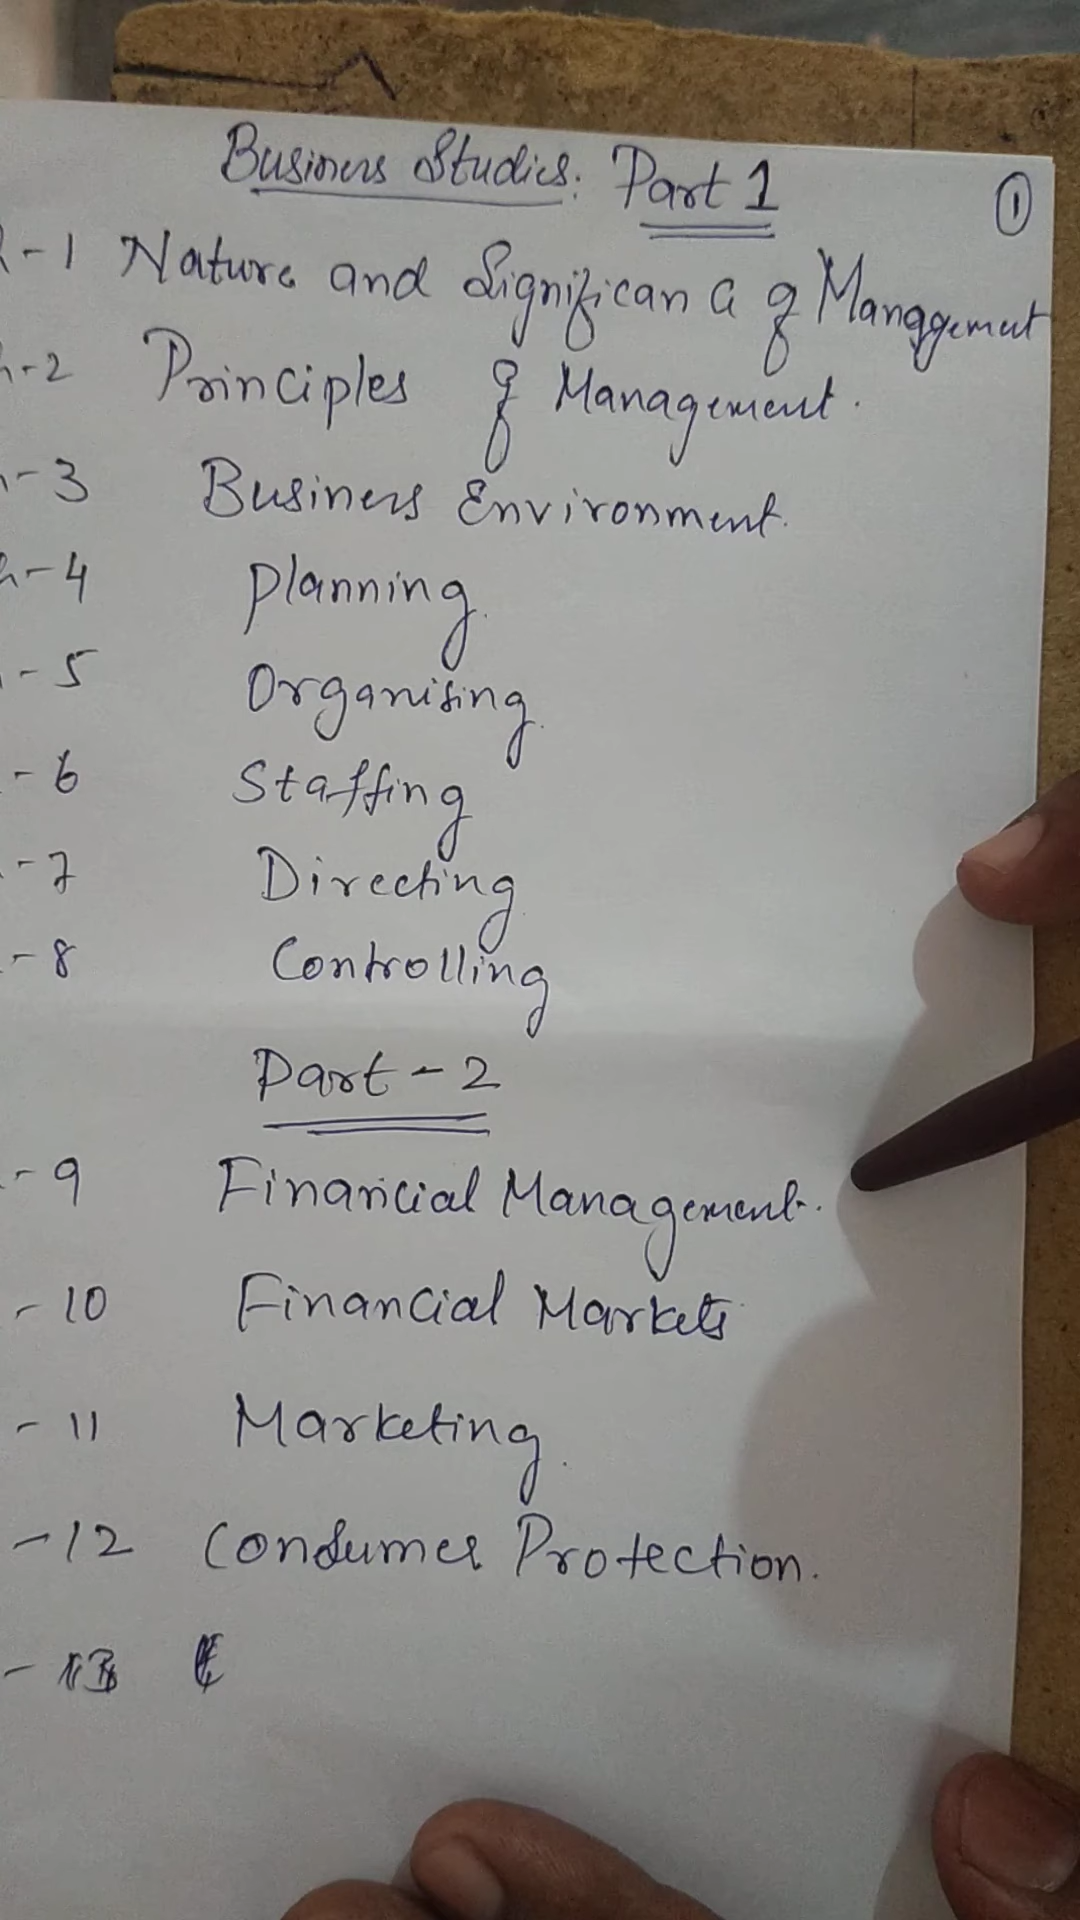 Business Studies: Part 1
1
-1 Nature and Significance of Management
-2 Principles of Management.
-3 Business Environment.
-4 Planning.
-5 Organising.
-6 Staffing
-7 Directing
-8 Controlling
Part-2
-9 Financial Management.
-10 Financial Markets
-11 Marketing.
-12 Consumer Protection.
-13